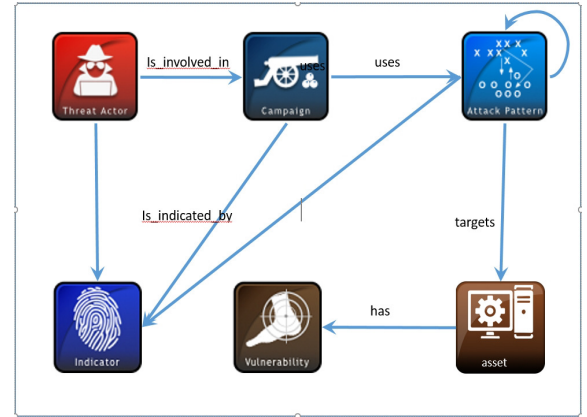 Is_involved_in
uses
uses
Threat Actor
Campaign
X X X
X X X X
X
O O O O O
O O O
Attack Pattern
Is_indicated_by
targets
has
Indicator
Vulnerability
asset